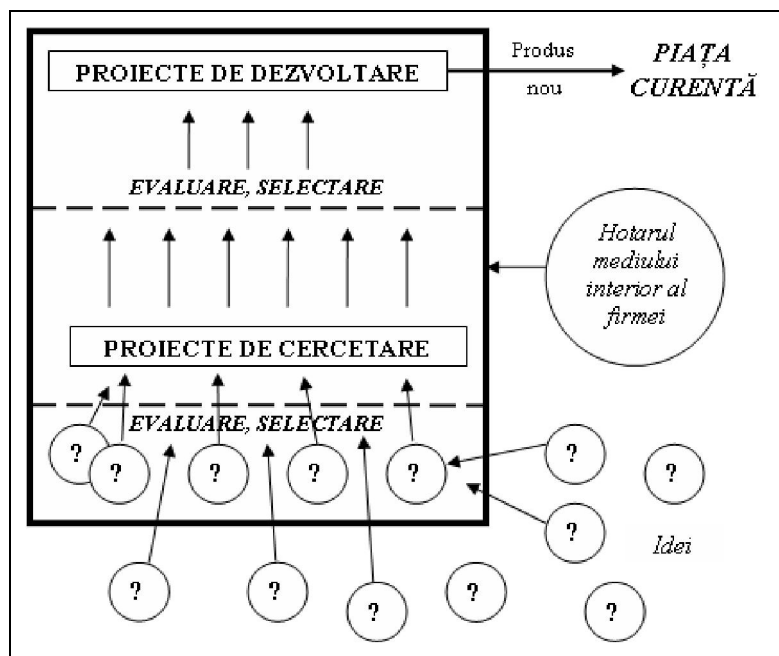 PROIECTE DE DEZVOLTARE
Produs
nou
PIAȚA
CURENTĂ
EVALUARE, SELECTARE
Hotarul
mediului
interior al
firmei
PROIECTE DE CERCETARE
EVALUARE, SELECTARE
?
?
?
?
?
?
?
?
Idei
?
?
?
?
?